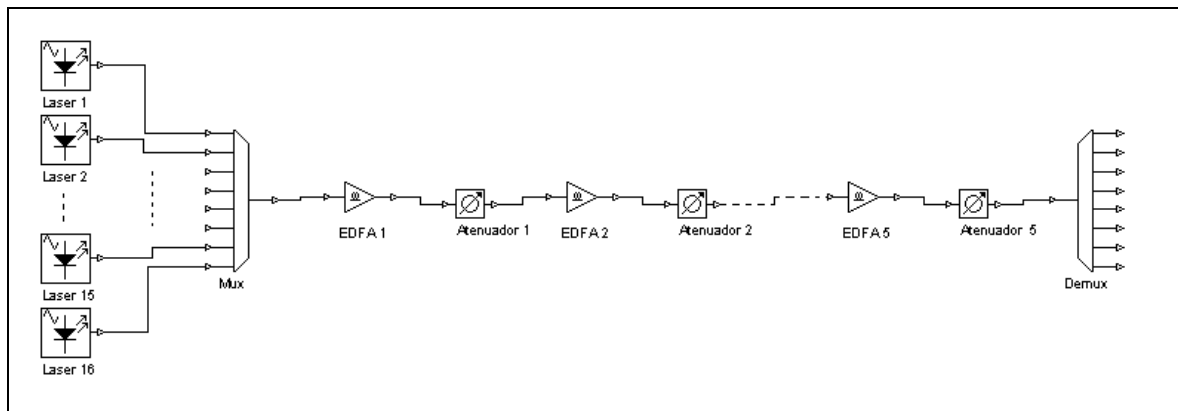 Laser 1
Laser 2
Laser 15
Laser 16
Mux
EDFA 1
Atenuador 1
EDFA 2
Atenuador 2
EDFA 5
Atenuador 5
Demux